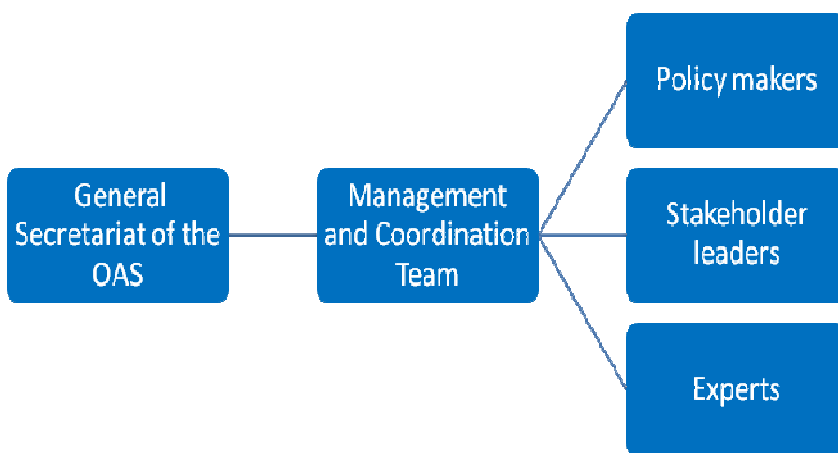 General
Secretariat of the
OAS
Management
and Coordination
Team
Policy makers
Stakeholder
leaders
Experts